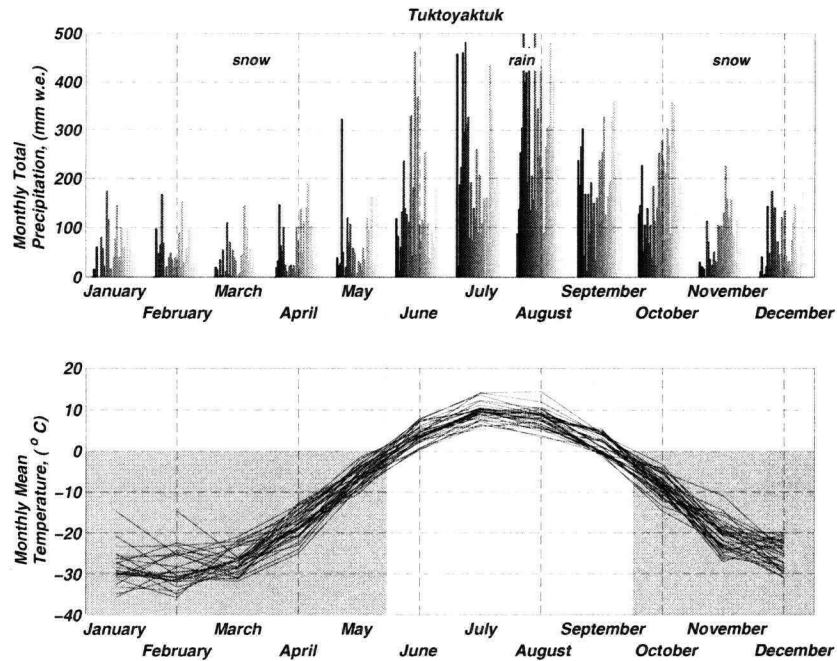 Tuktoyaktuk
Monthly Total
Precipitation, (mm w.e.)
500
400
300
200
100
0
snow
rain
snow
January
March
May
July
September
November
February
April
June
August
October
December
Monthly Mean
Temperature, (° C)
20
10
0
−10
−20
−30
−40
January
March
May
July
September
November
February
April
June
August
October
December